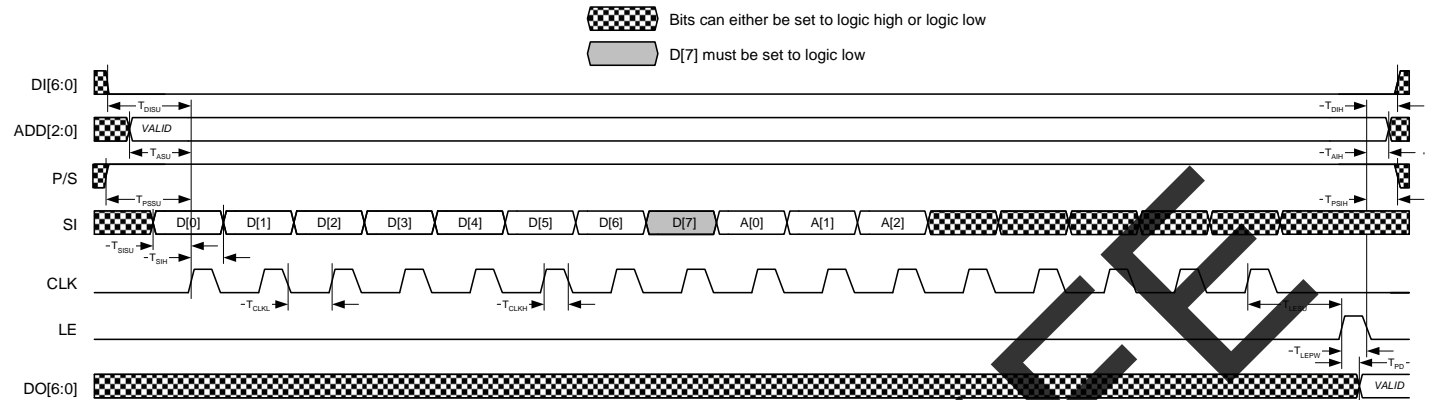 Bits can either be set to logic high or logic low
D[7] must be set to logic low
DI[6:0]
TDISU
TDIH
ADD[2:0]
VALID
TASU
TAIH
P/S
TPSSU
TPSIH
SI
D[0] D[1] D[2] D[3] D[4] D[5] D[6] D[7] A[0] A[1] A[2]
TSISU
TSIH
CLK
TCLKL
TCLKH
LE
TLEPW
TPD
DO[6:0]
VALID